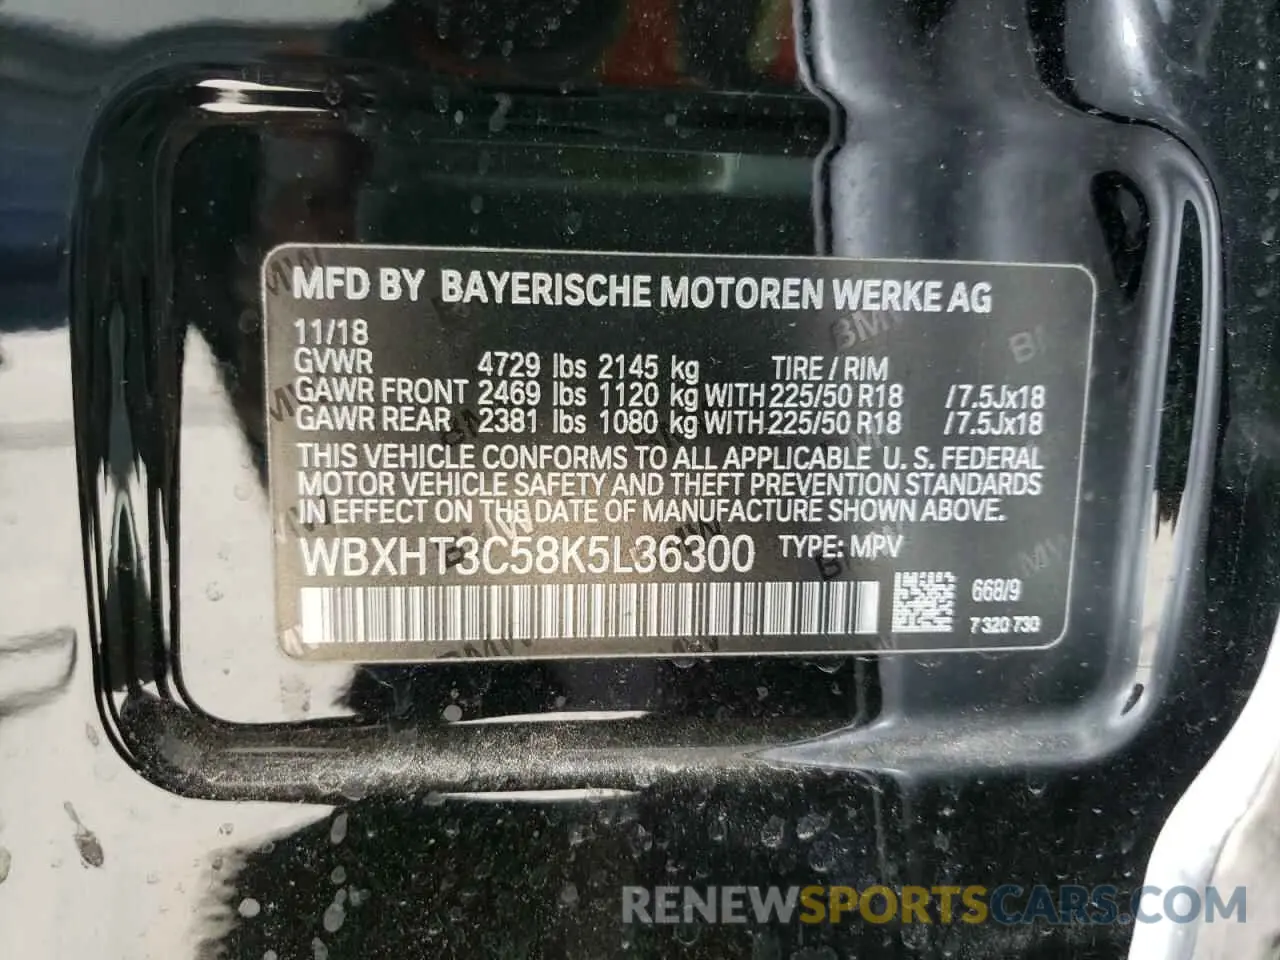 MFD BY BAYERISCHE MOTOREN WERKE AG
11/18
GVWR 4729 lbs 2145 kg TIRE / RIM
GAWR FRONT 2469 lbs 1120 kg WITH 225/50 R18 /7.5Jx18
GAWR REAR 2381 lbs 1080 kg WITH 225/50 R18 /7.5Jx18
THIS VEHICLE CONFORMS TO ALL APPLICABLE U. S. FEDERAL
MOTOR VEHICLE SAFETY AND THEFT PREVENTION STANDARDS
IN EFFECT ON THE DATE OF MANUFACTURE SHOWN ABOVE.
WBXHT3C58K5L36300 TYPE: MPV
668/9
7 320 730
RENEWSPORTSCARS.COM